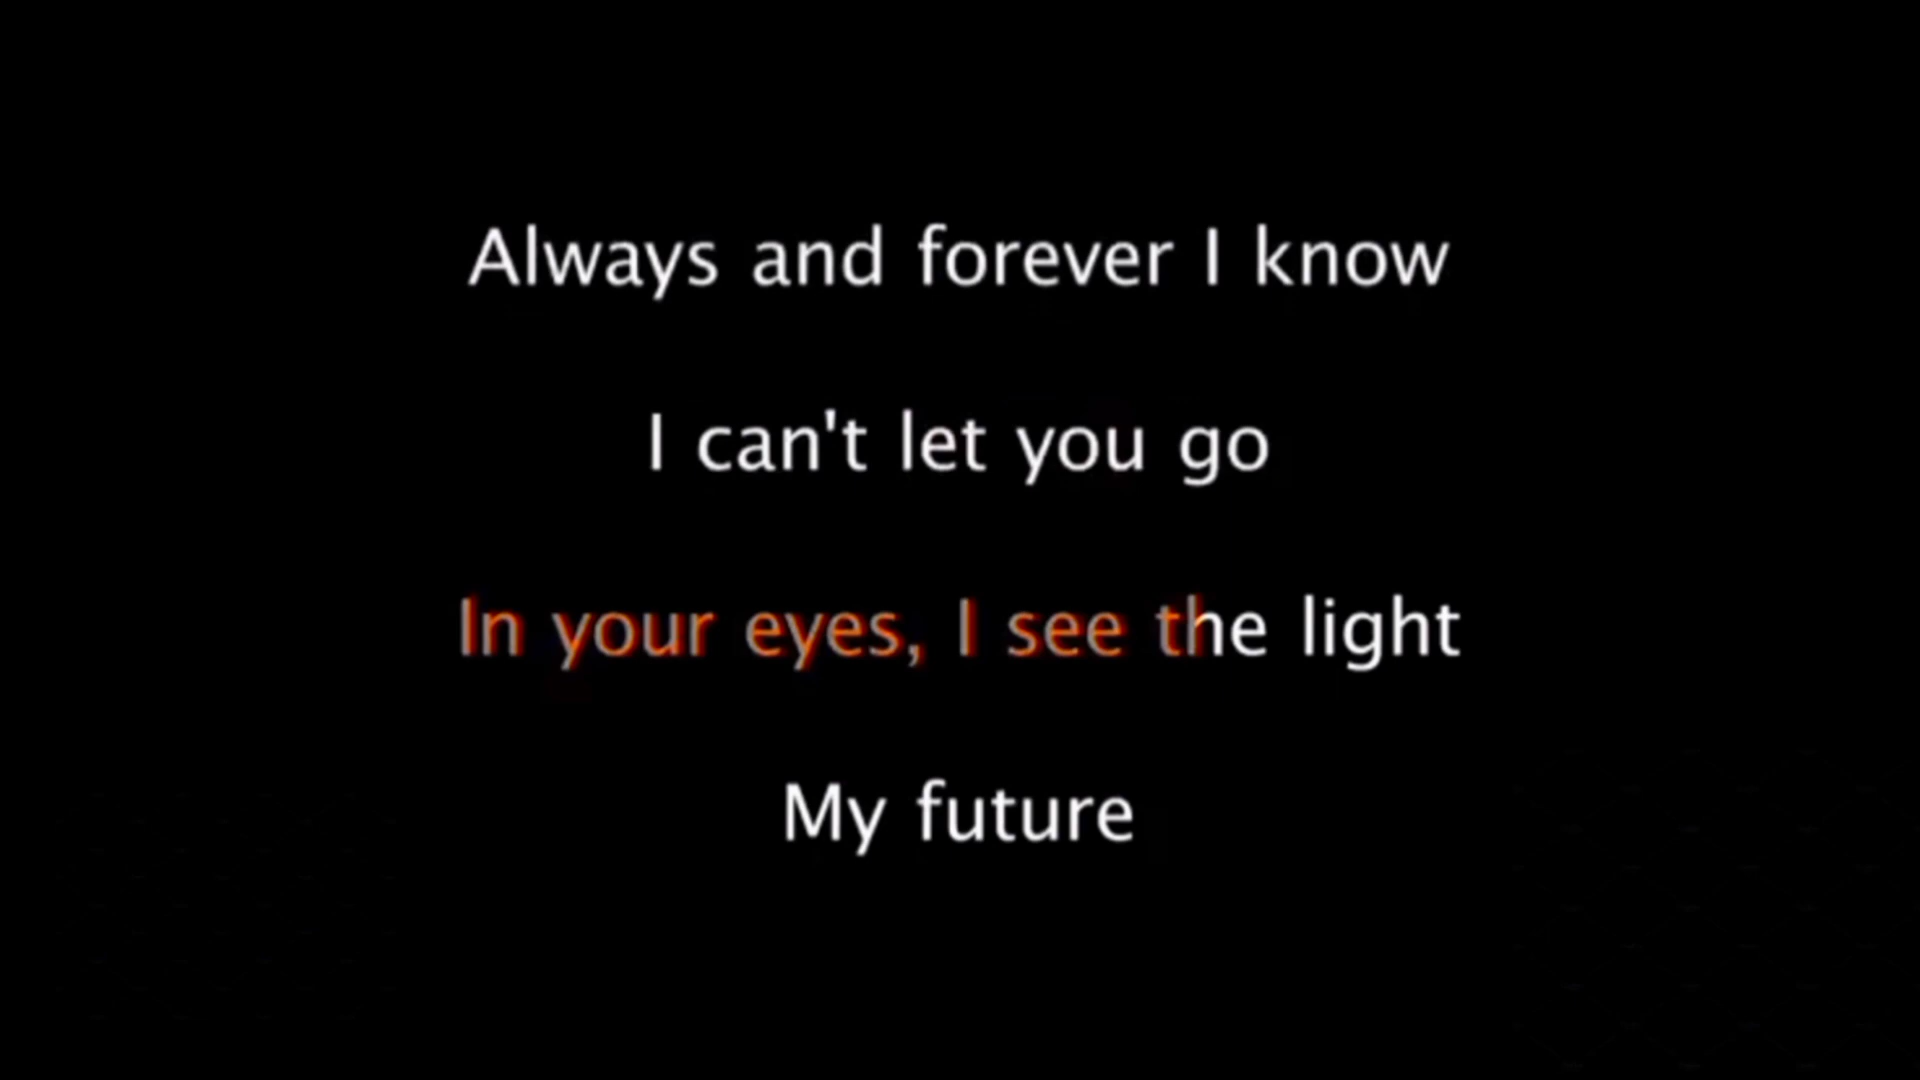 Always and forever I know
I can't let you go
In your eyes, I see the light
My future